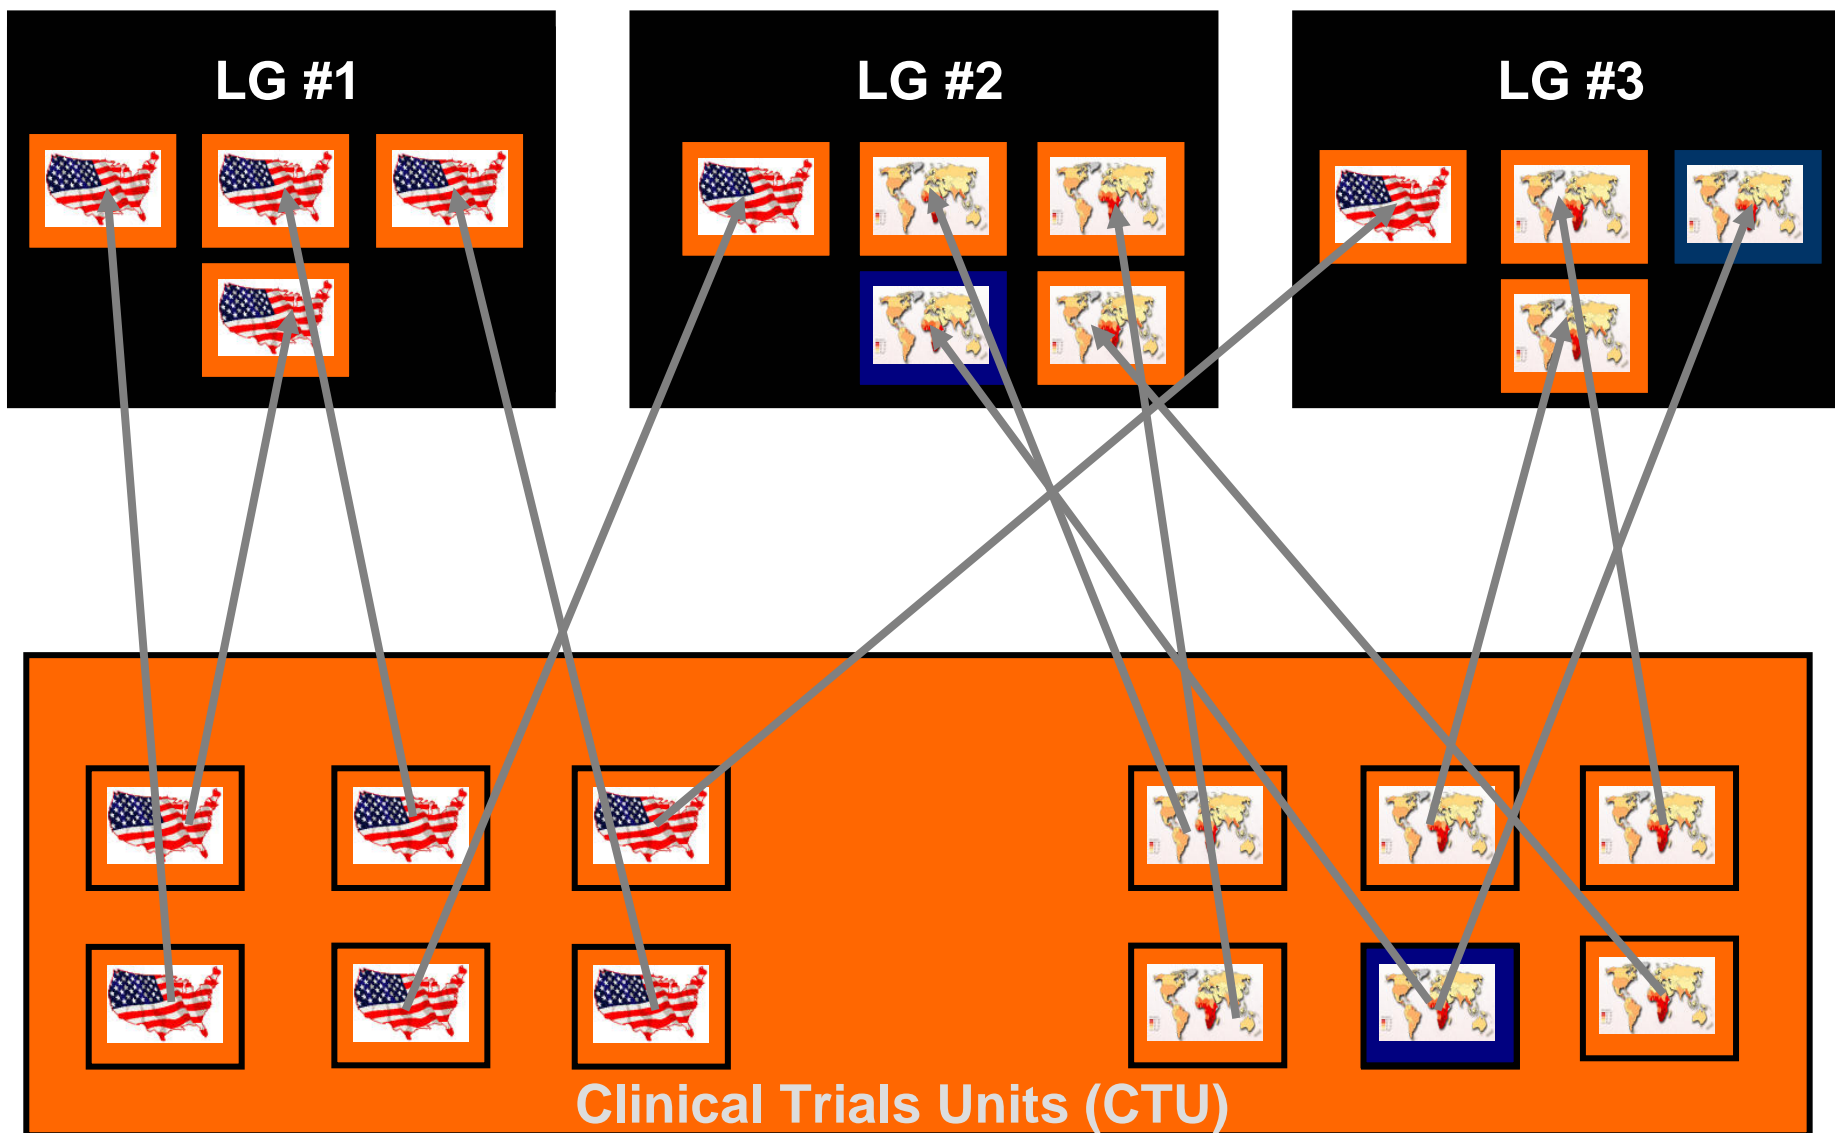 LG #1
LG #2
LG #3
Clinical Trials Units (CTU)